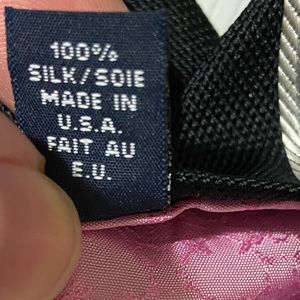 100%
SILK/SOIE
MADE IN
U.S.A.
FAIT AU
E.U.